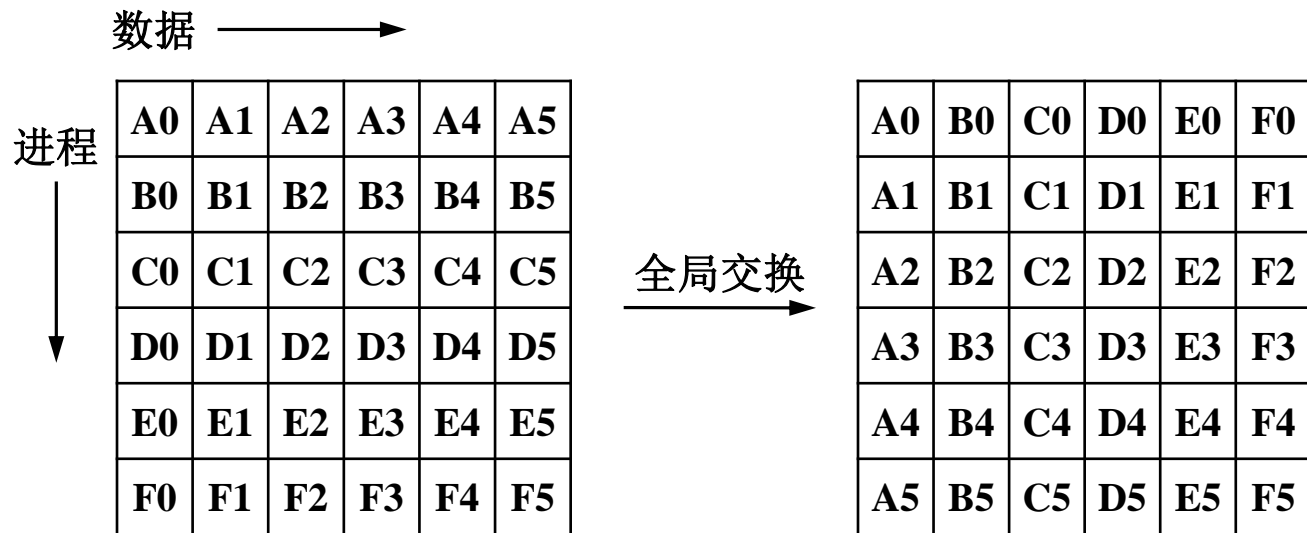 数据
进程
A0 A1 A2 A3 A4 A5
B0 B1 B2 B3 B4 B5
C0 C1 C2 C3 C4 C5
D0 D1 D2 D3 D4 D5
E0 E1 E2 E3 E4 E5
F0 F1 F2 F3 F4 F5
全局交换
A0 B0 C0 D0 E0 F0
A1 B1 C1 D1 E1 F1
A2 B2 C2 D2 E2 F2
A3 B3 C3 D3 E3 F3
A4 B4 C4 D4 E4 F4
A5 B5 C5 D5 E5 F5